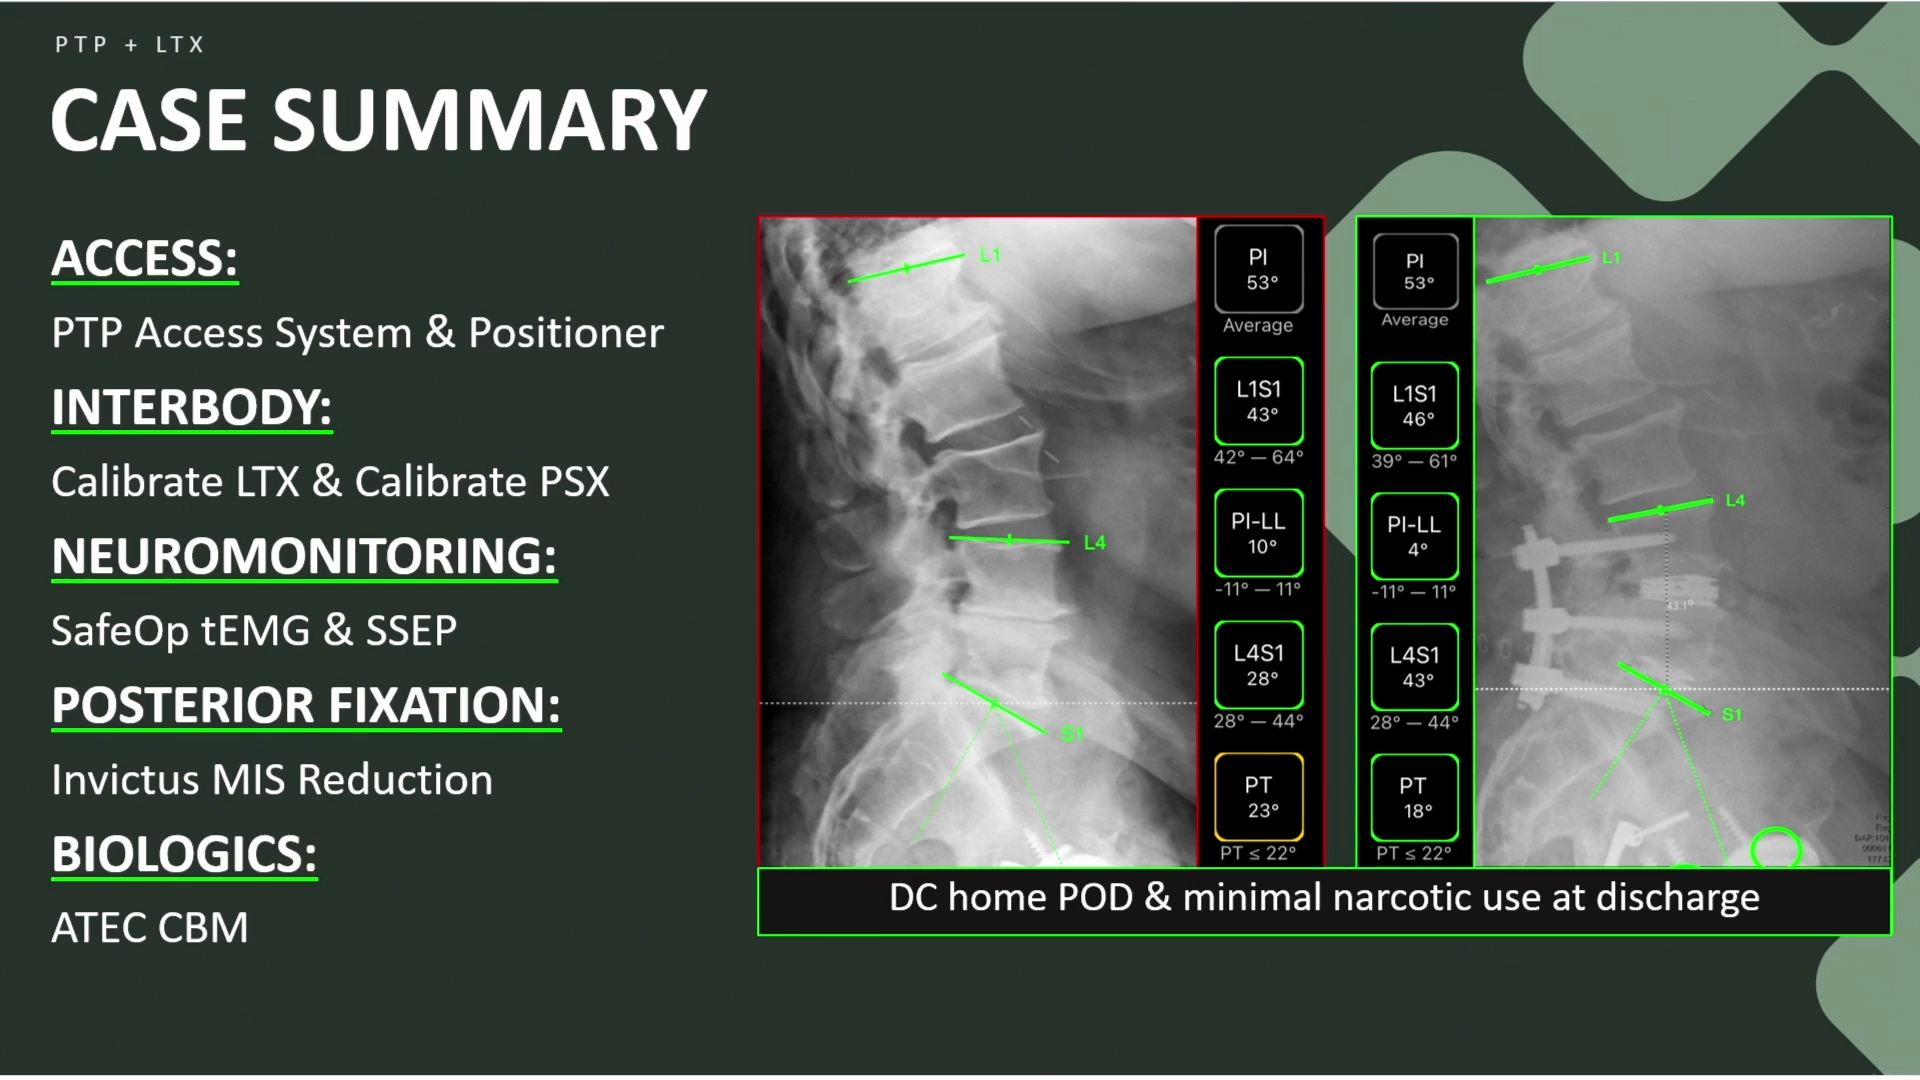 PTP + LTX
CASE SUMMARY
ACCESS:
PTP Access System & Positioner
INTERBODY:
Calibrate LTX & Calibrate PSX
NEUROMONITORING:
SafeOp tEMG & SSEP
POSTERIOR FIXATION:
Invictus MIS Reduction
BIOLOGICS:
ATEC CBM
L1
L4
S1
PI
53°
Average
L1S1
43°
42° — 64°
PI-LL
10°
-11° — 11°
L4S1
28°
28° — 44°
PT
23°
PT ≤ 22°
PI
53°
Average
L1S1
46°
39° — 61°
PI-LL
4°
-11° — 11°
L4S1
43°
28° — 44°
PT
18°
PT ≤ 22°
L1
L4
43.1°
S1
DC home POD & minimal narcotic use at discharge